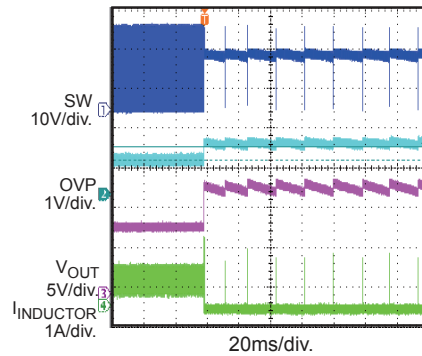 T
SW
10V/div.
1
OVP
1V/div.
2
VOUT
5V/div.
3
IINDUCTOR
1A/div.
4
20ms/div.